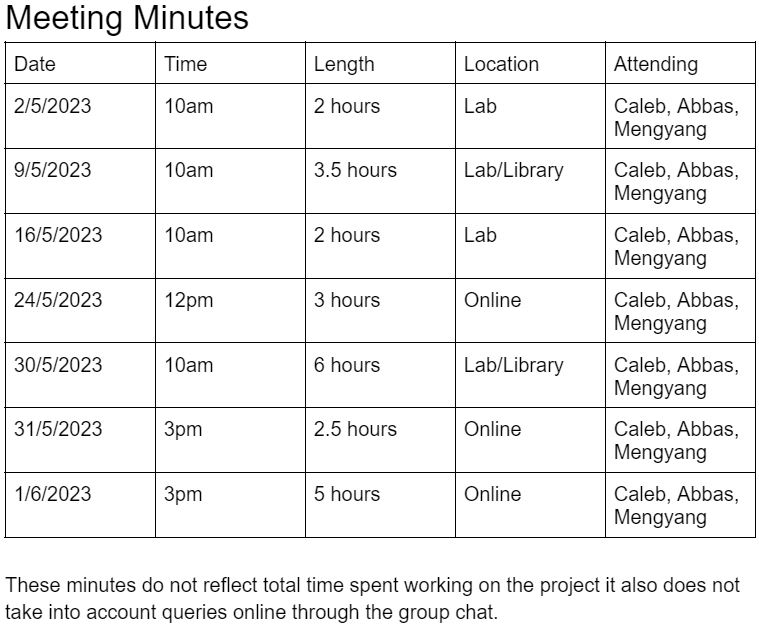 Meeting Minutes
Date Time Length Location Attending
2/5/2023 10am 2 hours Lab Caleb, Abbas,
Mengyang
9/5/2023 10am 3.5 hours Lab/Library Caleb, Abbas,
Mengyang
16/5/2023 10am 2 hours Lab Caleb, Abbas,
Mengyang
24/5/2023 12pm 3 hours Online Caleb, Abbas,
Mengyang
30/5/2023 10am 6 hours Lab/Library Caleb, Abbas,
Mengyang
31/5/2023 3pm 2.5 hours Online Caleb, Abbas,
Mengyang
1/6/2023 3pm 5 hours Online Caleb, Abbas,
Mengyang
These minutes do not reflect total time spent working on the project it also does not
take into account queries online through the group chat.